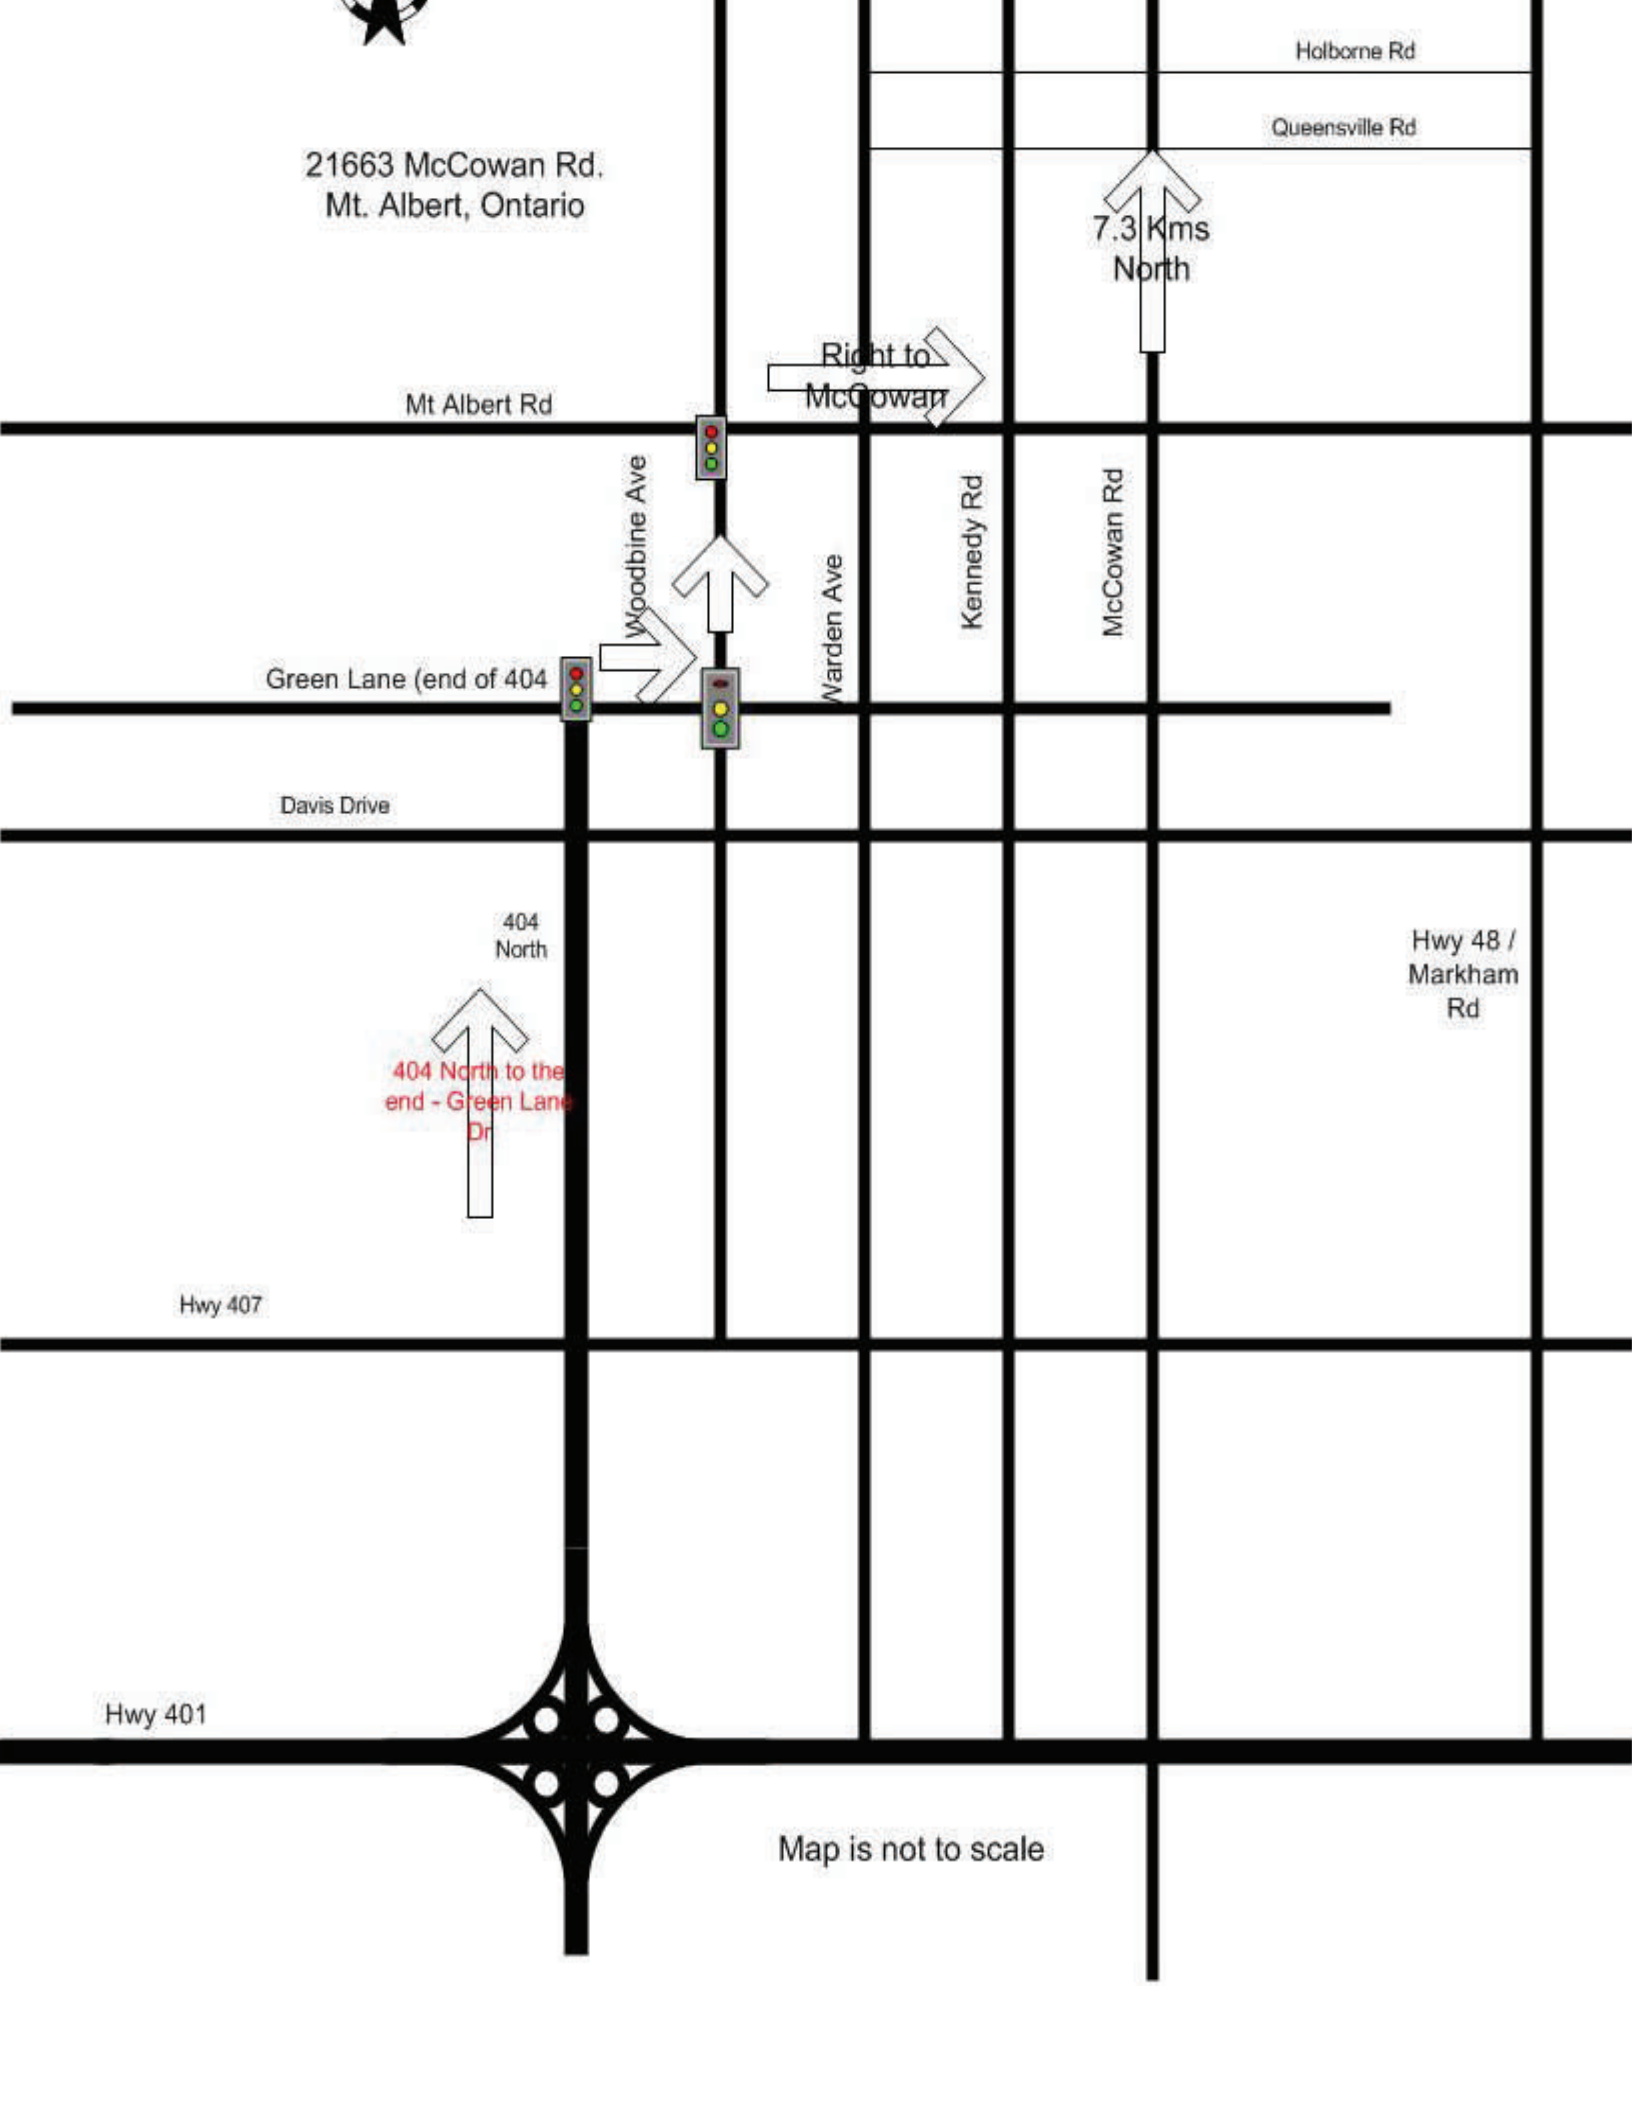 Holborne Rd
Queensville Rd
21663 McCowan Rd.
Mt. Albert, Ontario
7.3 Kms
North
Right to
McCowan
Mt Albert Rd
Woodbine Ave
Warden Ave
Kennedy Rd
McCowan Rd
Green Lane (end of 404
Davis Drive
404
North
Hwy 48 /
Markham
Rd
404 North to the
end - Green Lane
Dr
Hwy 407
Hwy 401
Map is not to scale